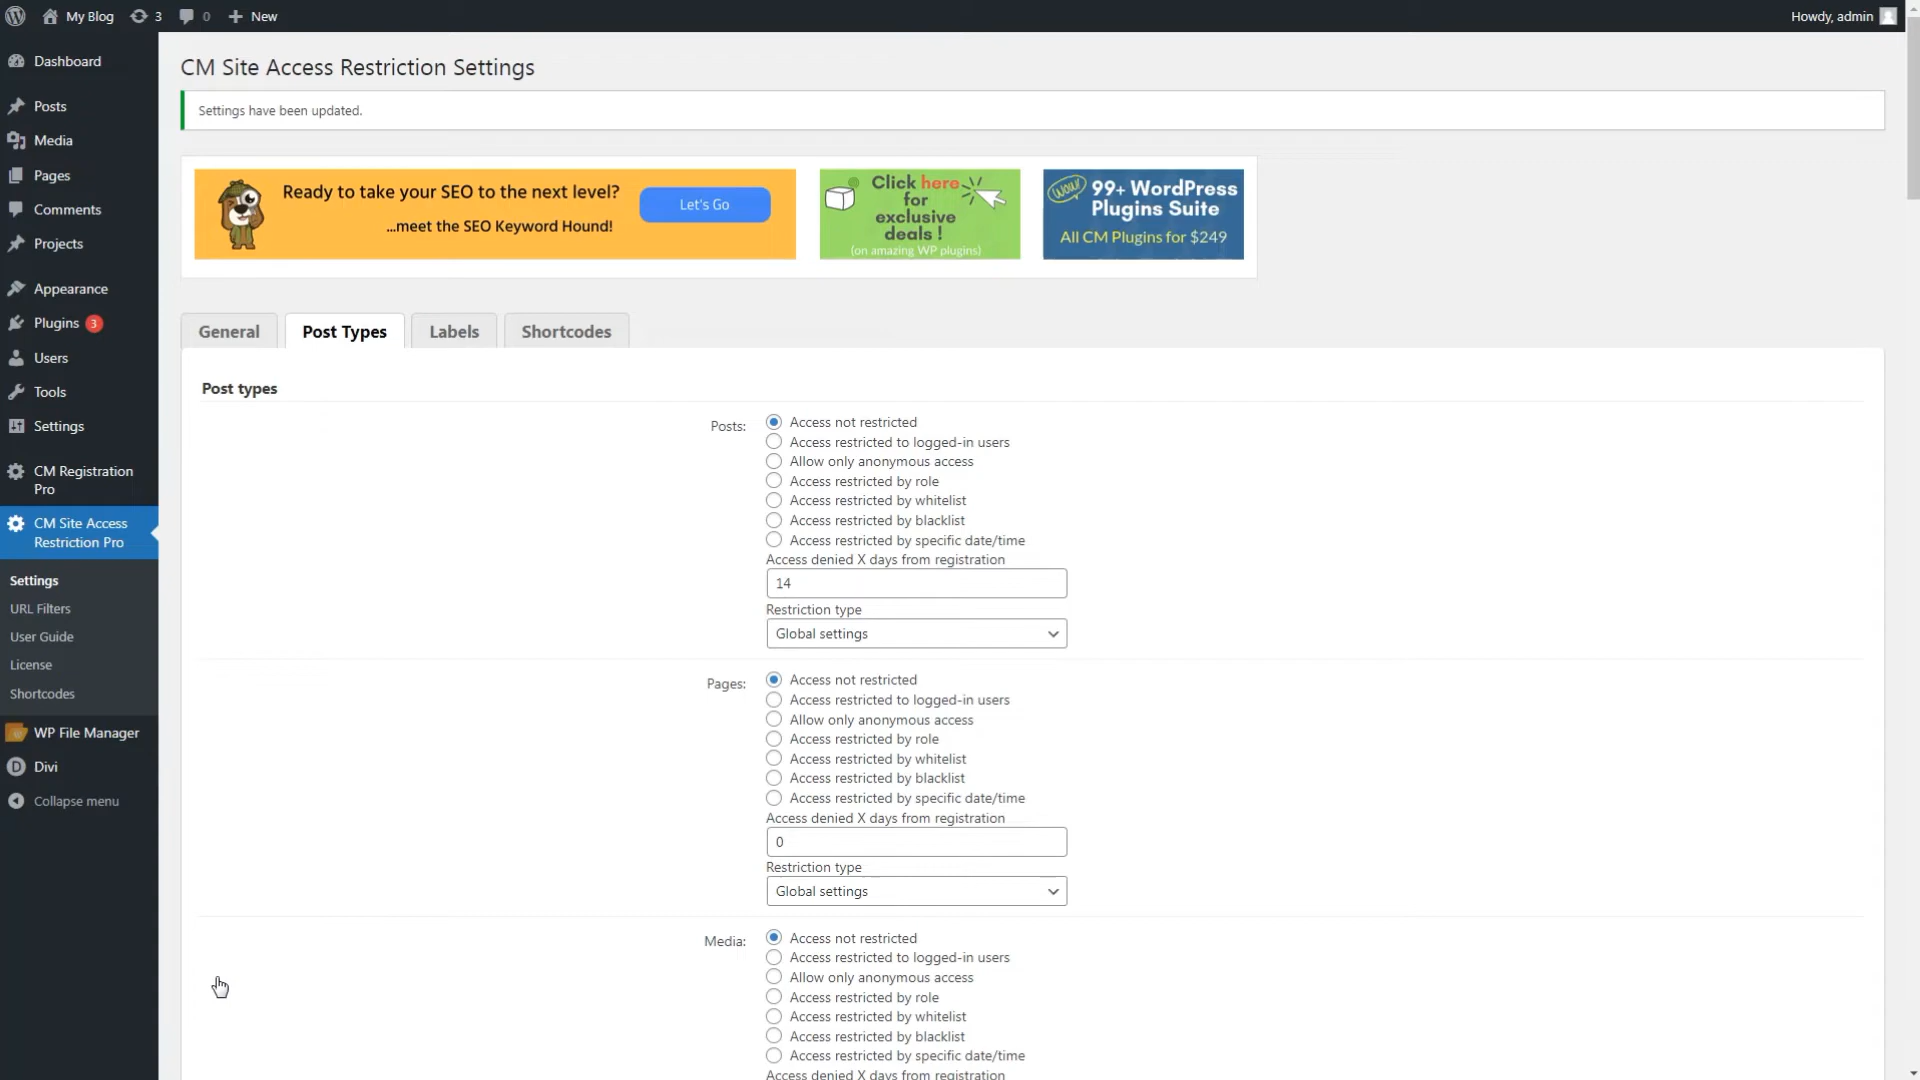 My Blog 3 0 New Howdy, admin
Dashboard
Posts
Media
Pages
Comments
Projects
Appearance
Plugins 3
Users
Tools
Settings
CM Registration
Pro
CM Site Access
Restriction Pro
Settings
URL Filters
User Guide
License
Shortcodes
WP File Manager
Divi
Collapse menu
CM Site Access Restriction Settings
Settings have been updated.
Ready to take your SEO to the next level?
...meet the SEO Keyword Hound!
Let's Go
Click here
for
exclusive
deals !
(on amazing WP plugins)
WOW! 99+ WordPress
Plugins Suite
All CM Plugins for $249
General Post Types Labels Shortcodes
Post types
Posts: Access not restricted
Access restricted to logged-in users
Allow only anonymous access
Access restricted by role
Access restricted by whitelist
Access restricted by blacklist
Access restricted by specific date/time
Access denied X days from registration
14
Restriction type
Global settings
Pages: Access not restricted
Access restricted to logged-in users
Allow only anonymous access
Access restricted by role
Access restricted by whitelist
Access restricted by blacklist
Access restricted by specific date/time
Access denied X days from registration
0
Restriction type
Global settings
Media: Access not restricted
Access restricted to logged-in users
Allow only anonymous access
Access restricted by role
Access restricted by whitelist
Access restricted by blacklist
Access restricted by specific date/time
Access denied X days from registration